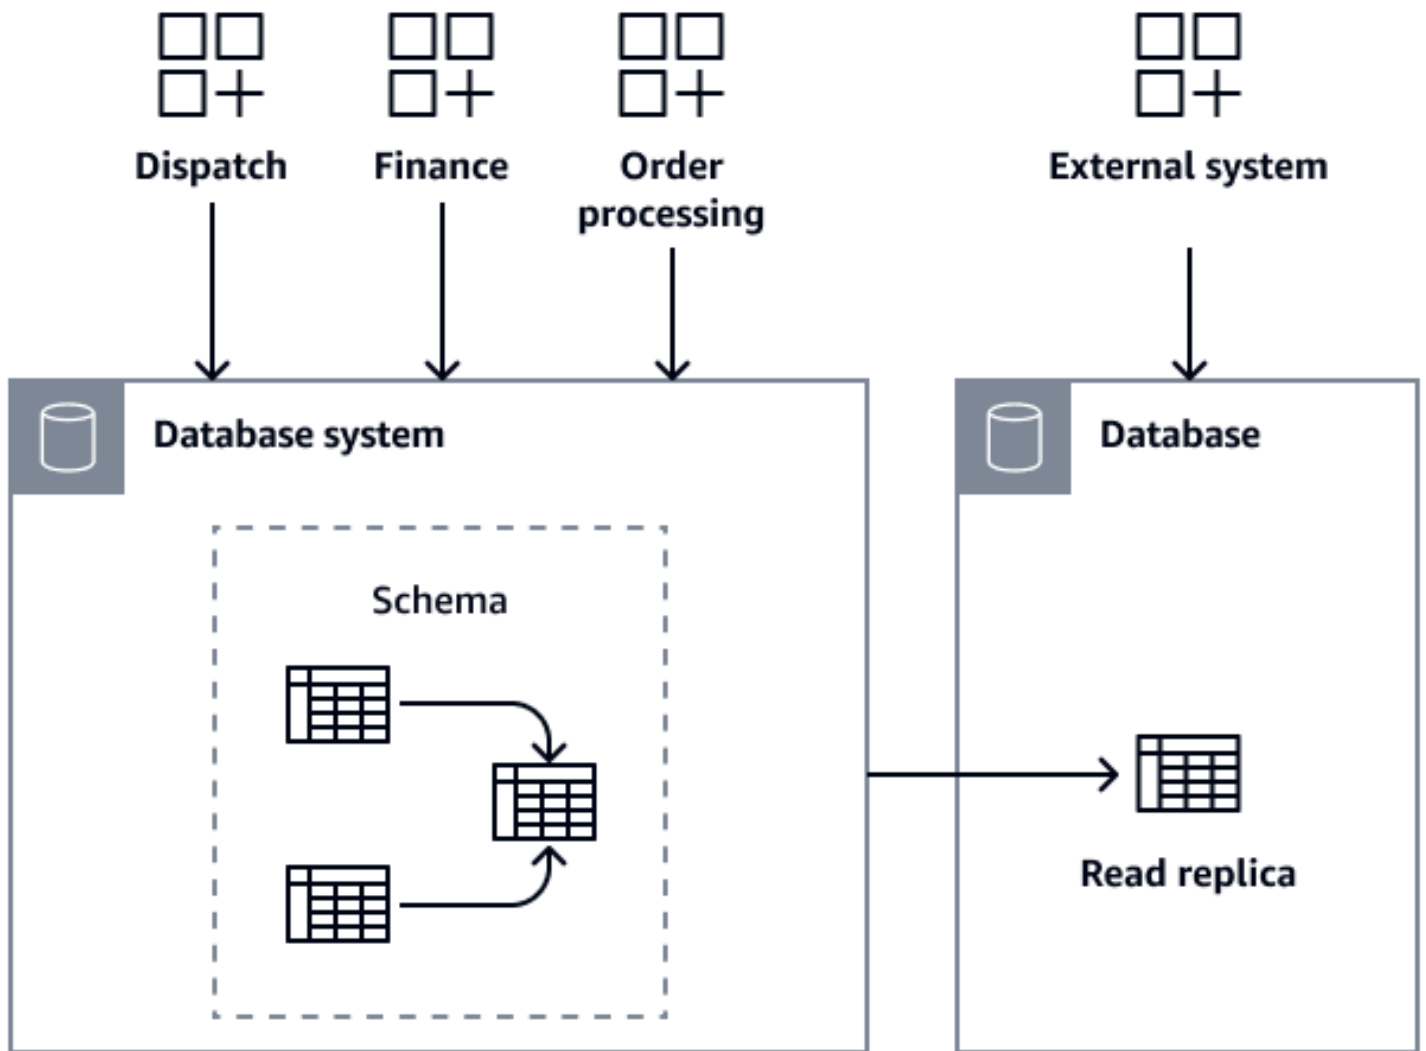 Dispatch
Finance
Order
processing
External system
Database system
Database
Schema
Read replica